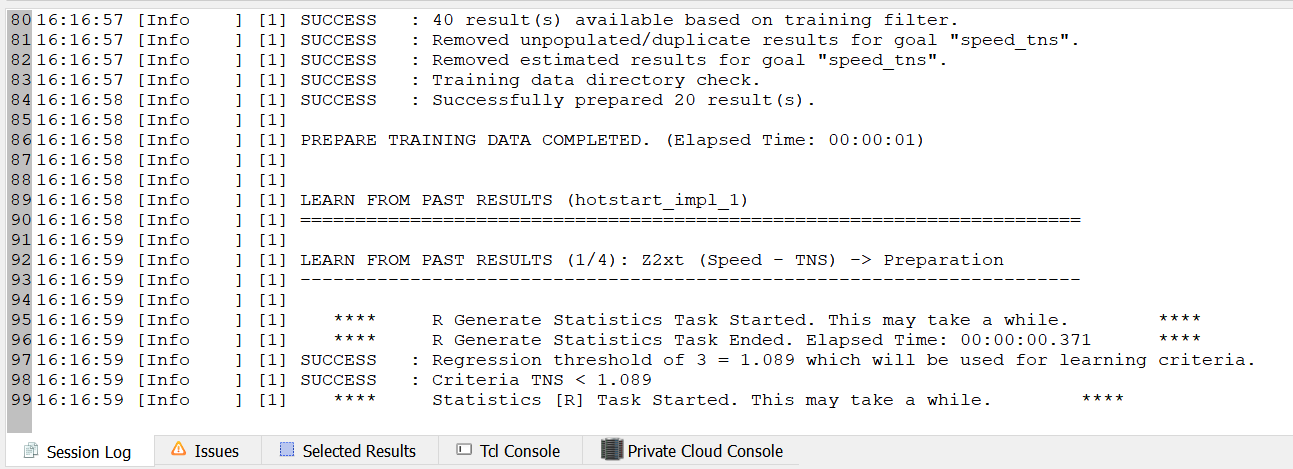 80 16:16:57 [Info    ] [1] SUCCESS   : 40 result(s) available based on training filter.
81 16:16:57 [Info    ] [1] SUCCESS   : Removed unpopulated/duplicate results for goal "speed_tns".
82 16:16:57 [Info    ] [1] SUCCESS   : Removed estimated results for goal "speed_tns".
83 16:16:57 [Info    ] [1] SUCCESS   : Training data directory check.
84 16:16:58 [Info    ] [1] SUCCESS   : Successfully prepared 20 result(s).
85 16:16:58 [Info    ] [1]
86 16:16:58 [Info    ] [1] PREPARE TRAINING DATA COMPLETED. (Elapsed Time: 00:00:01)
87 16:16:58 [Info    ] [1]
88 16:16:58 [Info    ] [1]
89 16:16:58 [Info    ] [1] LEARN FROM PAST RESULTS (hotstart_impl_1)
90 16:16:58 [Info    ] [1] =======================================================================
91 16:16:59 [Info    ] [1]
92 16:16:59 [Info    ] [1] LEARN FROM PAST RESULTS (1/4): Z2xt (Speed - TNS) -> Preparation
93 16:16:59 [Info    ] [1] -----------------------------------------------------------------------
94 16:16:59 [Info    ] [1]
95 16:16:59 [Info    ] [1]    ****     R Generate Statistics Task Started. This may take a while.        ****
96 16:16:59 [Info    ] [1]    ****     R Generate Statistics Task Ended. Elapsed Time: 00:00:00.371      ****
97 16:16:59 [Info    ] [1] SUCCESS   : Regression threshold of 3 = 1.089 which will be used for learning criteria.
98 16:16:59 [Info    ] [1] SUCCESS   : Criteria TNS < 1.089
99 16:16:59 [Info    ] [1]    ****     Statistics [R] Task Started. This may take a while.        ****
Session Log  Issues  Selected Results  Tcl Console  Private Cloud Console